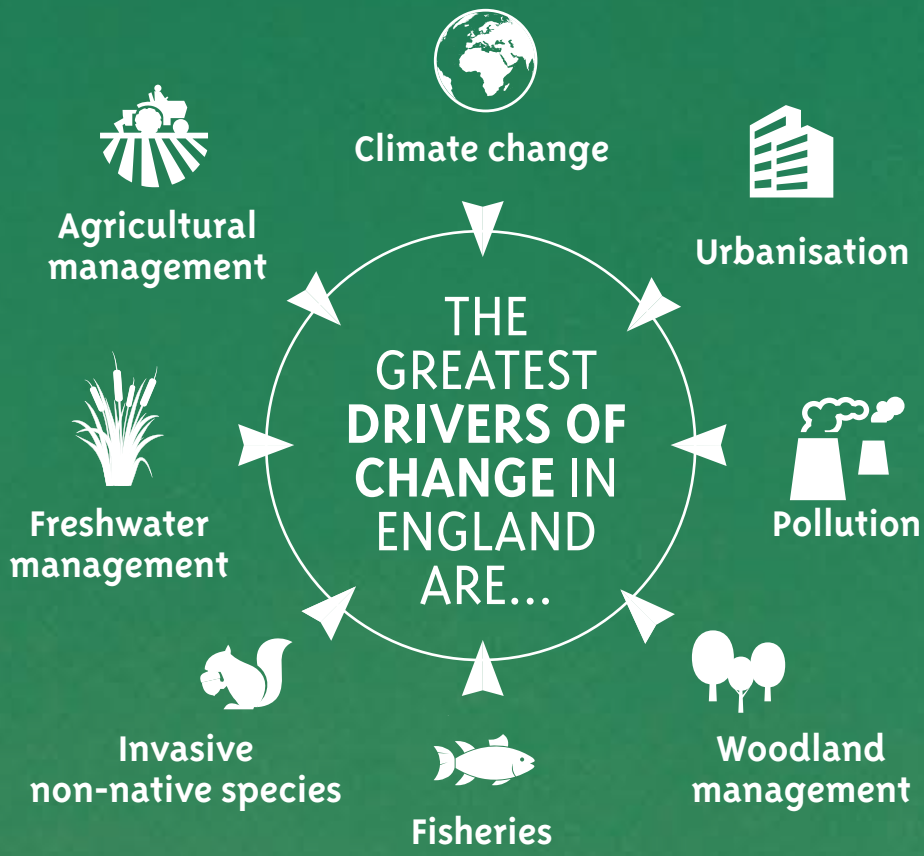 Climate change
Urbanisation
Pollution
Woodland
management
Fisheries
Invasive
non-native species
Freshwater
management
Agricultural
management
THE
GREATEST
DRIVERS OF
CHANGE IN
ENGLAND
ARE...